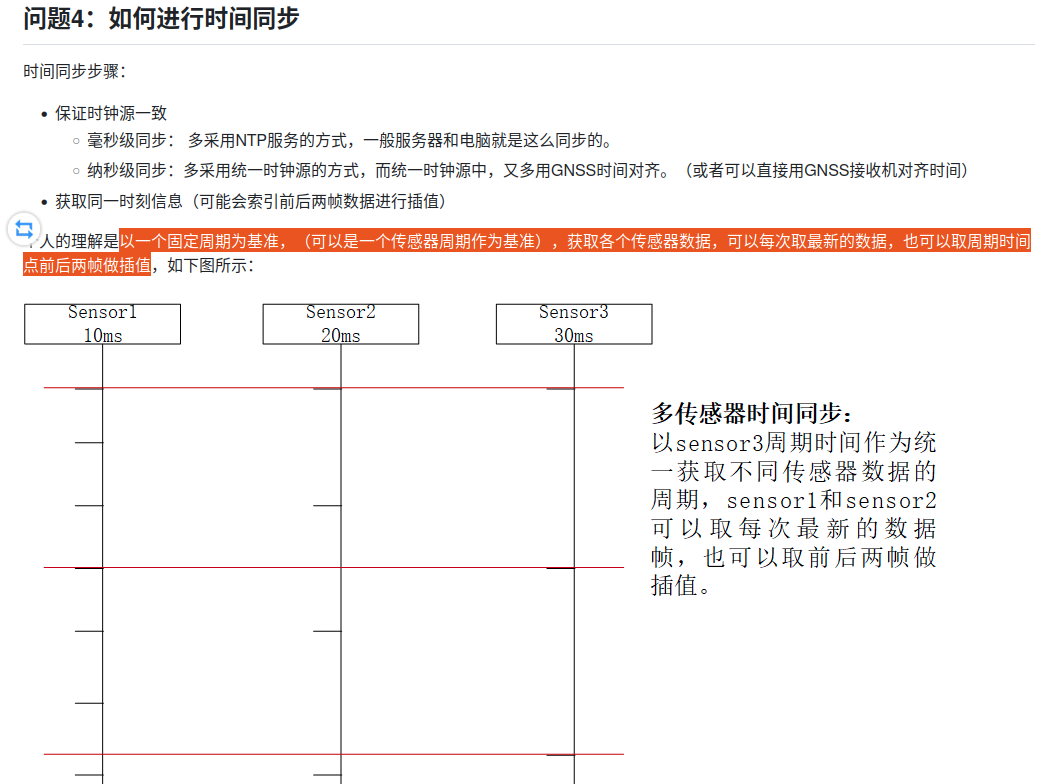 问题4：如何进行时间同步
时间同步步骤：
保证时钟源一致
毫秒级同步： 多采用NTP服务的方式，一般服务器和电脑就是这么同步的。
纳秒级同步：多采用统一时钟源的方式，而统一时钟源中，又多用GNSS时间对齐。（或者可以直接用GNSS接收机对齐时间）
获取同一时刻信息（可能会索引前后两帧数据进行插值）
人的理解是以一个固定周期为基准，（可以是一个传感器周期作为基准），获取各个传感器数据，可以每次取最新的数据，也可以取周期时间
点前后两帧做插值，如下图所示：
Sensor1
10ms
Sensor2
20ms
Sensor3
30ms
多传感器时间同步：
以sensor3周期时间作为统
一获取不同传感器数据的
周期，sensor1和sensor2
可以取每次最新的数据
帧，也可以取前后两帧做
插值。